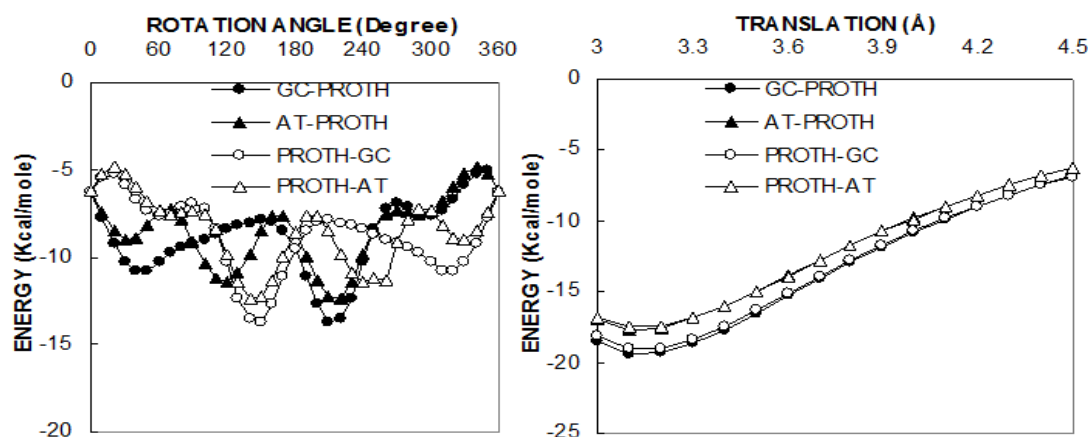 ROTATION ANGLE (Degree)
0 60 120 180 240 300 360
0
-5
-10
-15
-20
ENERGY (Kcal/mole)
GC-PROTH
AT-PROTH
PROTH-GC
PROTH-AT
TRANSLATION (Å)
3 3.3 3.6 3.9 4.2 4.5
0
-5
-10
-15
-20
-25
ENERGY (Kcal/mole)
GC-PROTH
AT-PROTH
PROTH-GC
PROTH-AT